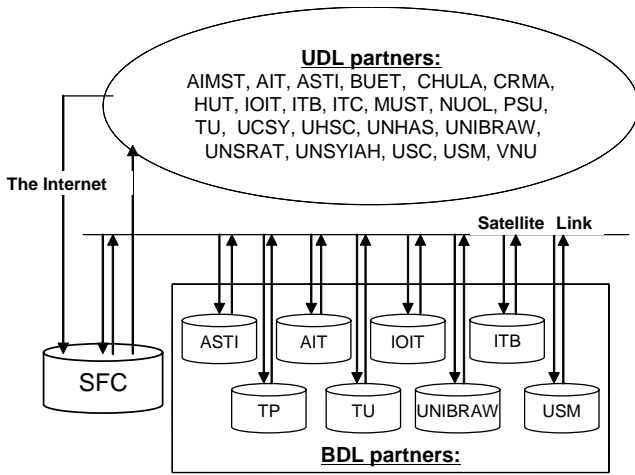 UDL partners:
AIMST, AIT, ASTI, BUET, CHULA, CRMA,
HUT, IOIT, ITB, ITC, MUST, NUOL, PSU,
TU, UCSY, UHSC, UNHAS, UNIBRAW,
UNSRAT, UNSYIAH, USC, USM, VNU
The Internet
Satellite Link
ASTI
AIT
IOIT
ITB
SFC
TP
TU
UNIBRAW
USM
BDL partners: